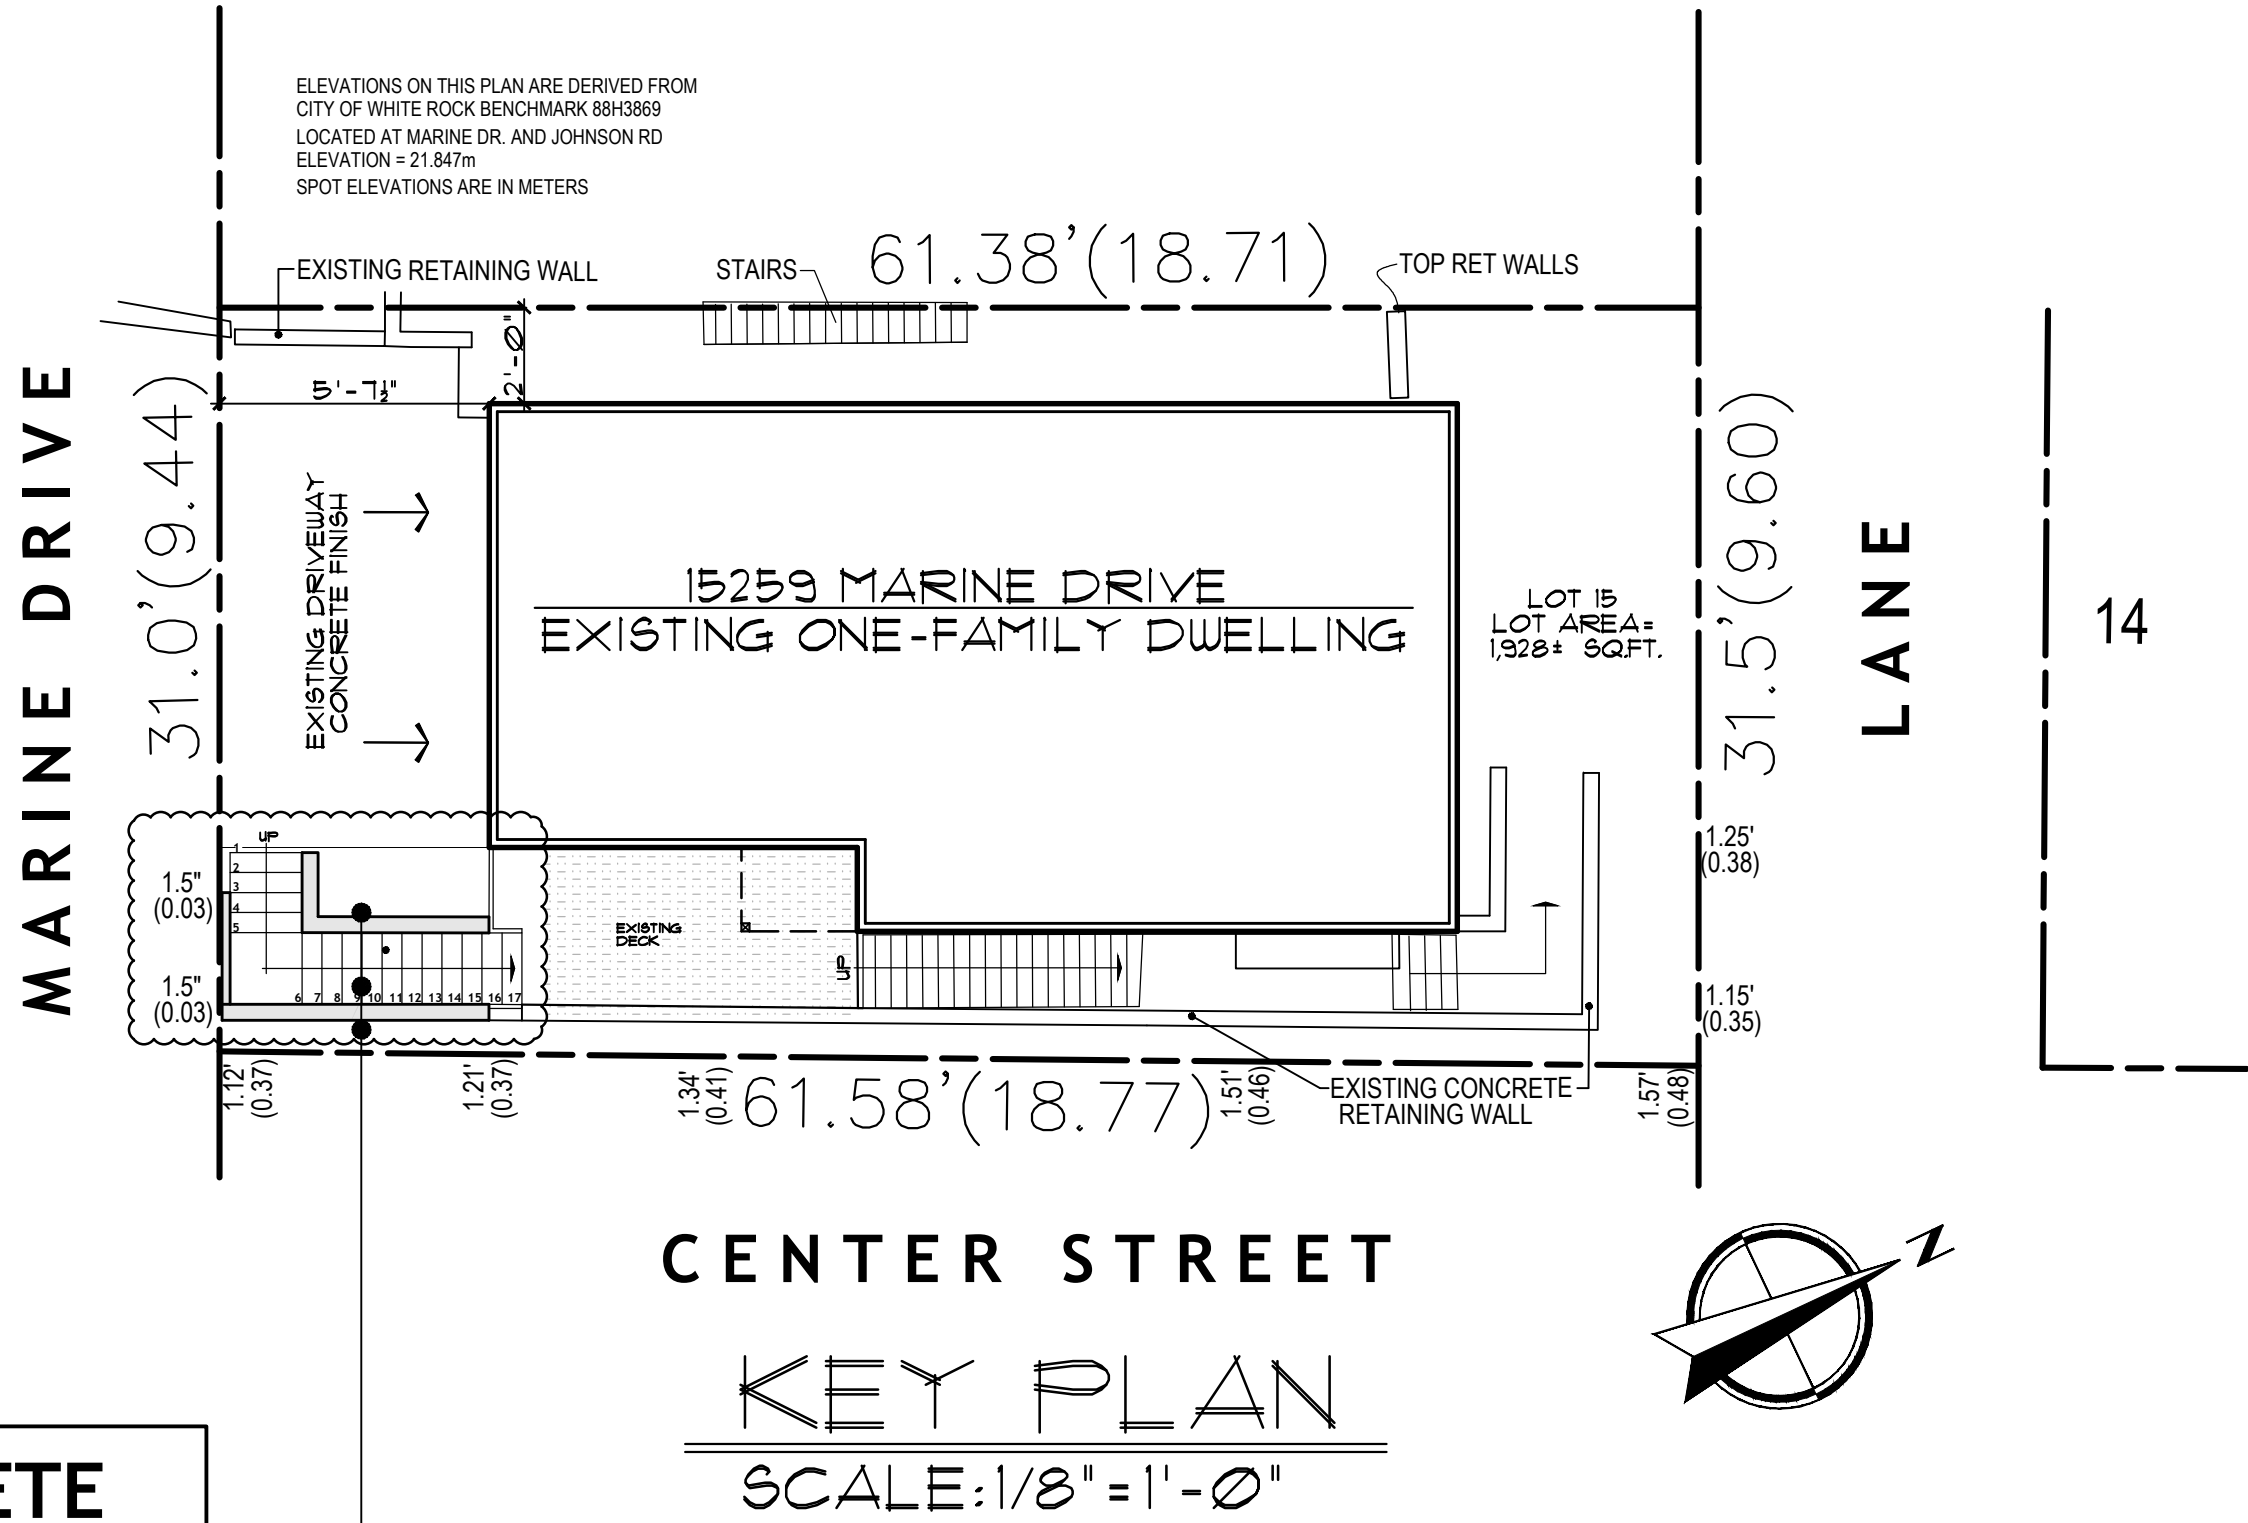 ELEVATIONS ON THIS PLAN ARE DERIVED FROM
CITY OF WHITE ROCK BENCHMARK 88H3869
LOCATED AT MARINE DR. AND JOHNSON RD
ELEVATION = 21.847m
SPOT ELEVATIONS ARE IN METERS
61.38'(18.71)
EXISTING RETAINING WALL
STAIRS
TOP RET WALLS
2'-0"
5'-7½"
MARINE DRIVE
31.0'(9.44)
EXISTING DRIVEWAY
CONCRETE FINISH
15259 MARINE DRIVE
EXISTING ONE-FAMILY DWELLING
LOT 15
LOT AREA=
1,928± SQ.FT.
31.5'(9.60)
LANE
14
UP
1
2
3
4
5
1.5"
(0.03)
1.5"
(0.03)
6 7 8 9 10 11 12 13 14 15 16 17
EXISTING
DECK
UP
1.25'
(0.38)
1.15'
(0.35)
1.12'
(0.37)
1.21'
(0.37)
1.34'
(0.41)
61.58'(18.77)
1.51'
(0.46)
EXISTING CONCRETE
RETAINING WALL
1.57'
(0.48)
CENTER STREET
N
KEY PLAN
SCALE:1/8"=1'-0"
ETE